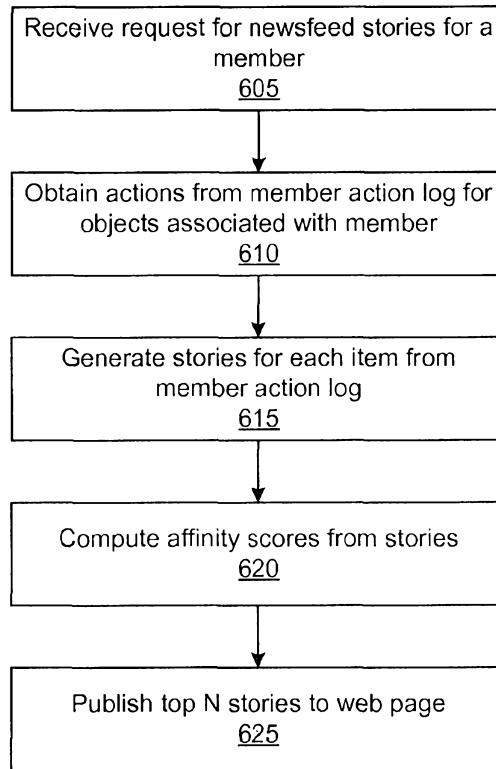 Receive request for newsfeed stories for a
member
605
Obtain actions from member action log for
objects associated with member
610
Generate stories for each item from
member action log
615
Compute affinity scores from stories
620
Publish top N stories to web page
625